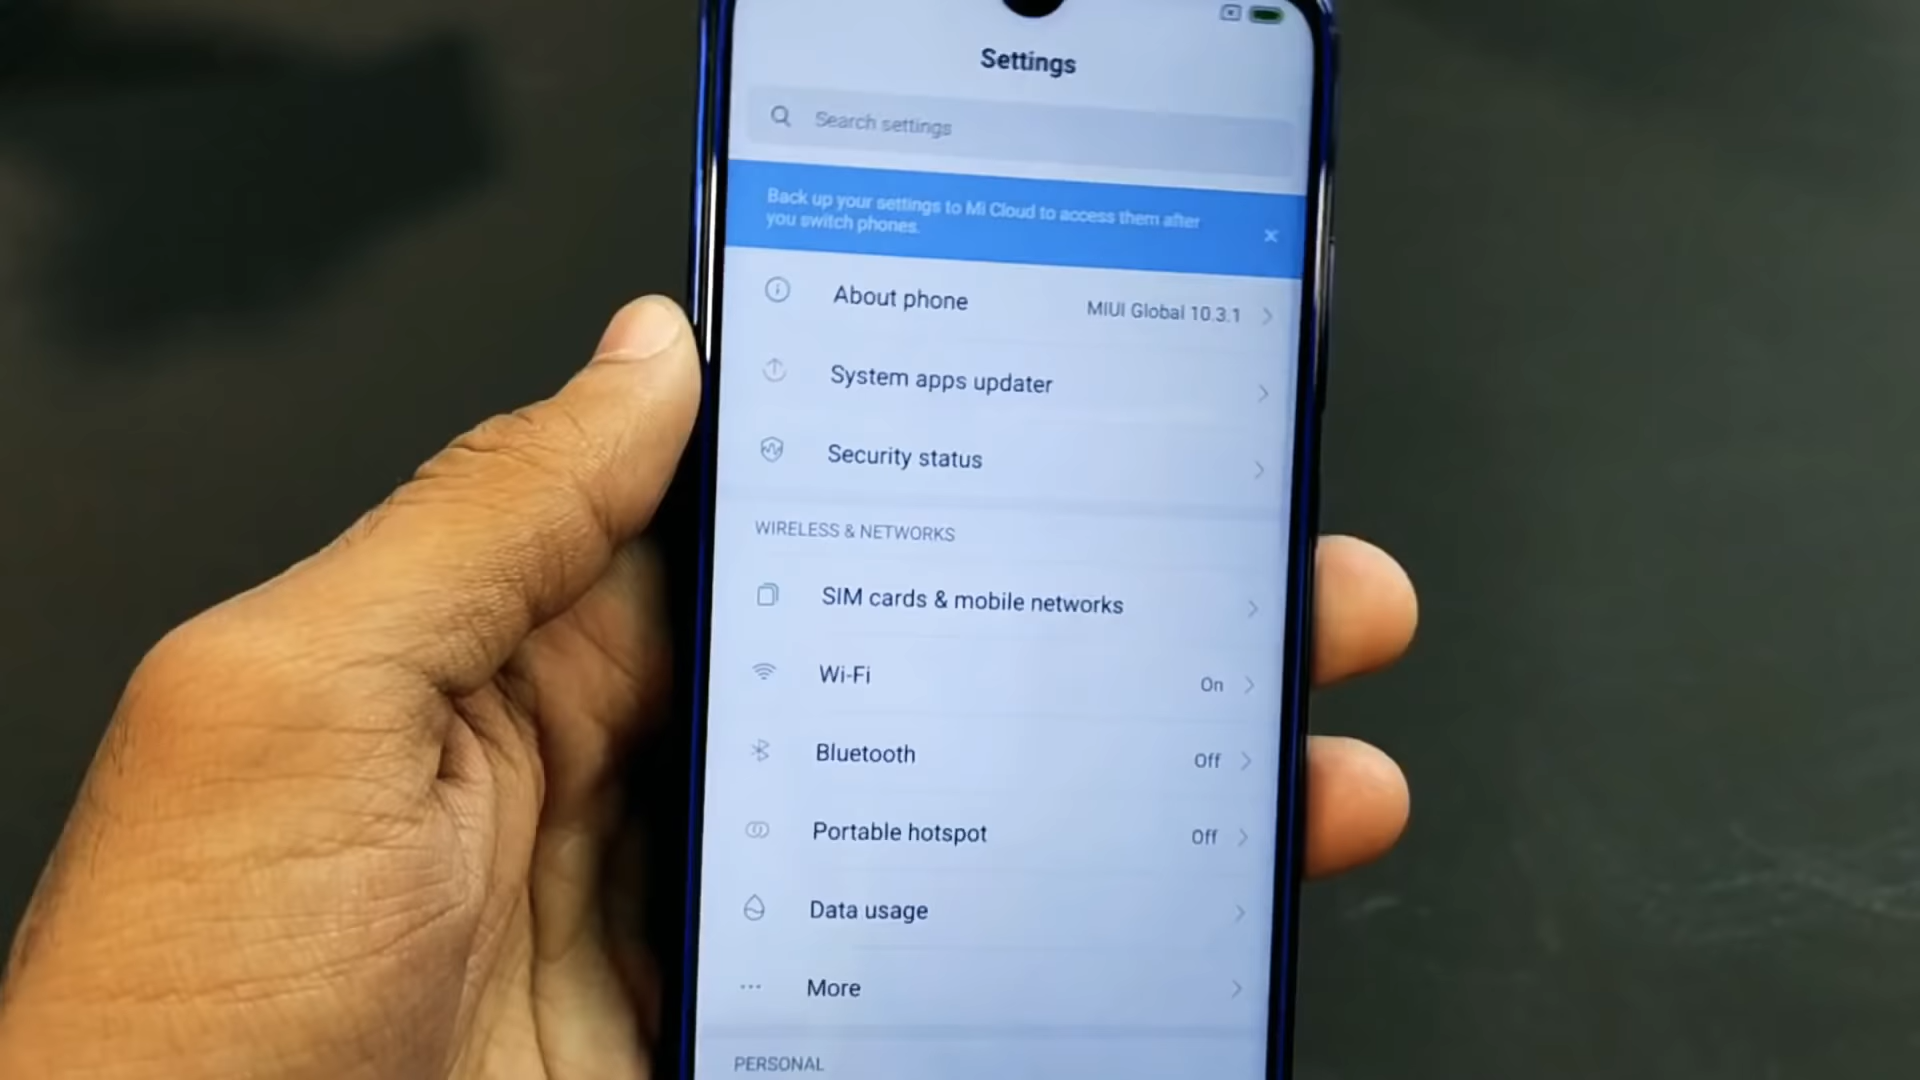 Settings
Search settings
Back up your settings to Mi Cloud to access them after
you switch phones.
About phone
MIUI Global 10.3.1
System apps updater
Security status
WIRELESS & NETWORKS
SIM cards & mobile networks
Wi-Fi
On
Bluetooth
Off
Portable hotspot
Off
Data usage
More
PERSONAL